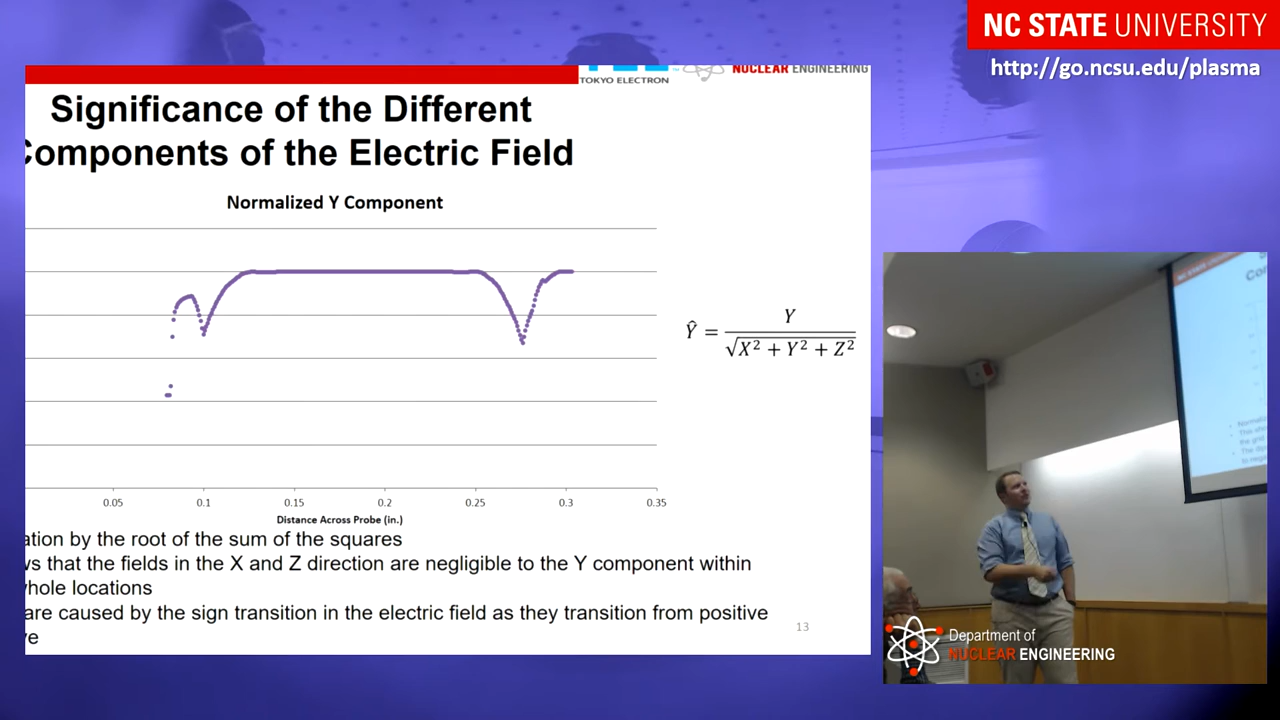 NC STATE UNIVERSITY
http://go.ncsu.edu/plasma
TOKYO ELECTRON
NUCLEAR ENGINEERING
Significance of the Different
Components of the Electric Field
Normalized Y Component
Ŷ = Y / √X² + Y² + Z²
0.05 0.1 0.15 0.2 0.25 0.3 0.35
Distance Across Probe (in.)
ation by the root of the sum of the squares
ws that the fields in the X and Z direction are negligible to the Y component within
whole locations
are caused by the sign transition in the electric field as they transition from positive
ve
13
Department of
NUCLEAR ENGINEERING